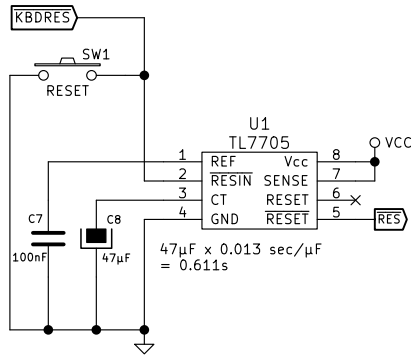 KBDRES
SW1
RESET
U1
TL7705
VCC
1 REF Vcc 8
2 RESIN SENSE 7
3 CT RESET 6
4 GND RESET 5
RES
C7
100nF
C8
47µF
47µF x 0.013 sec/µF
= 0.611s